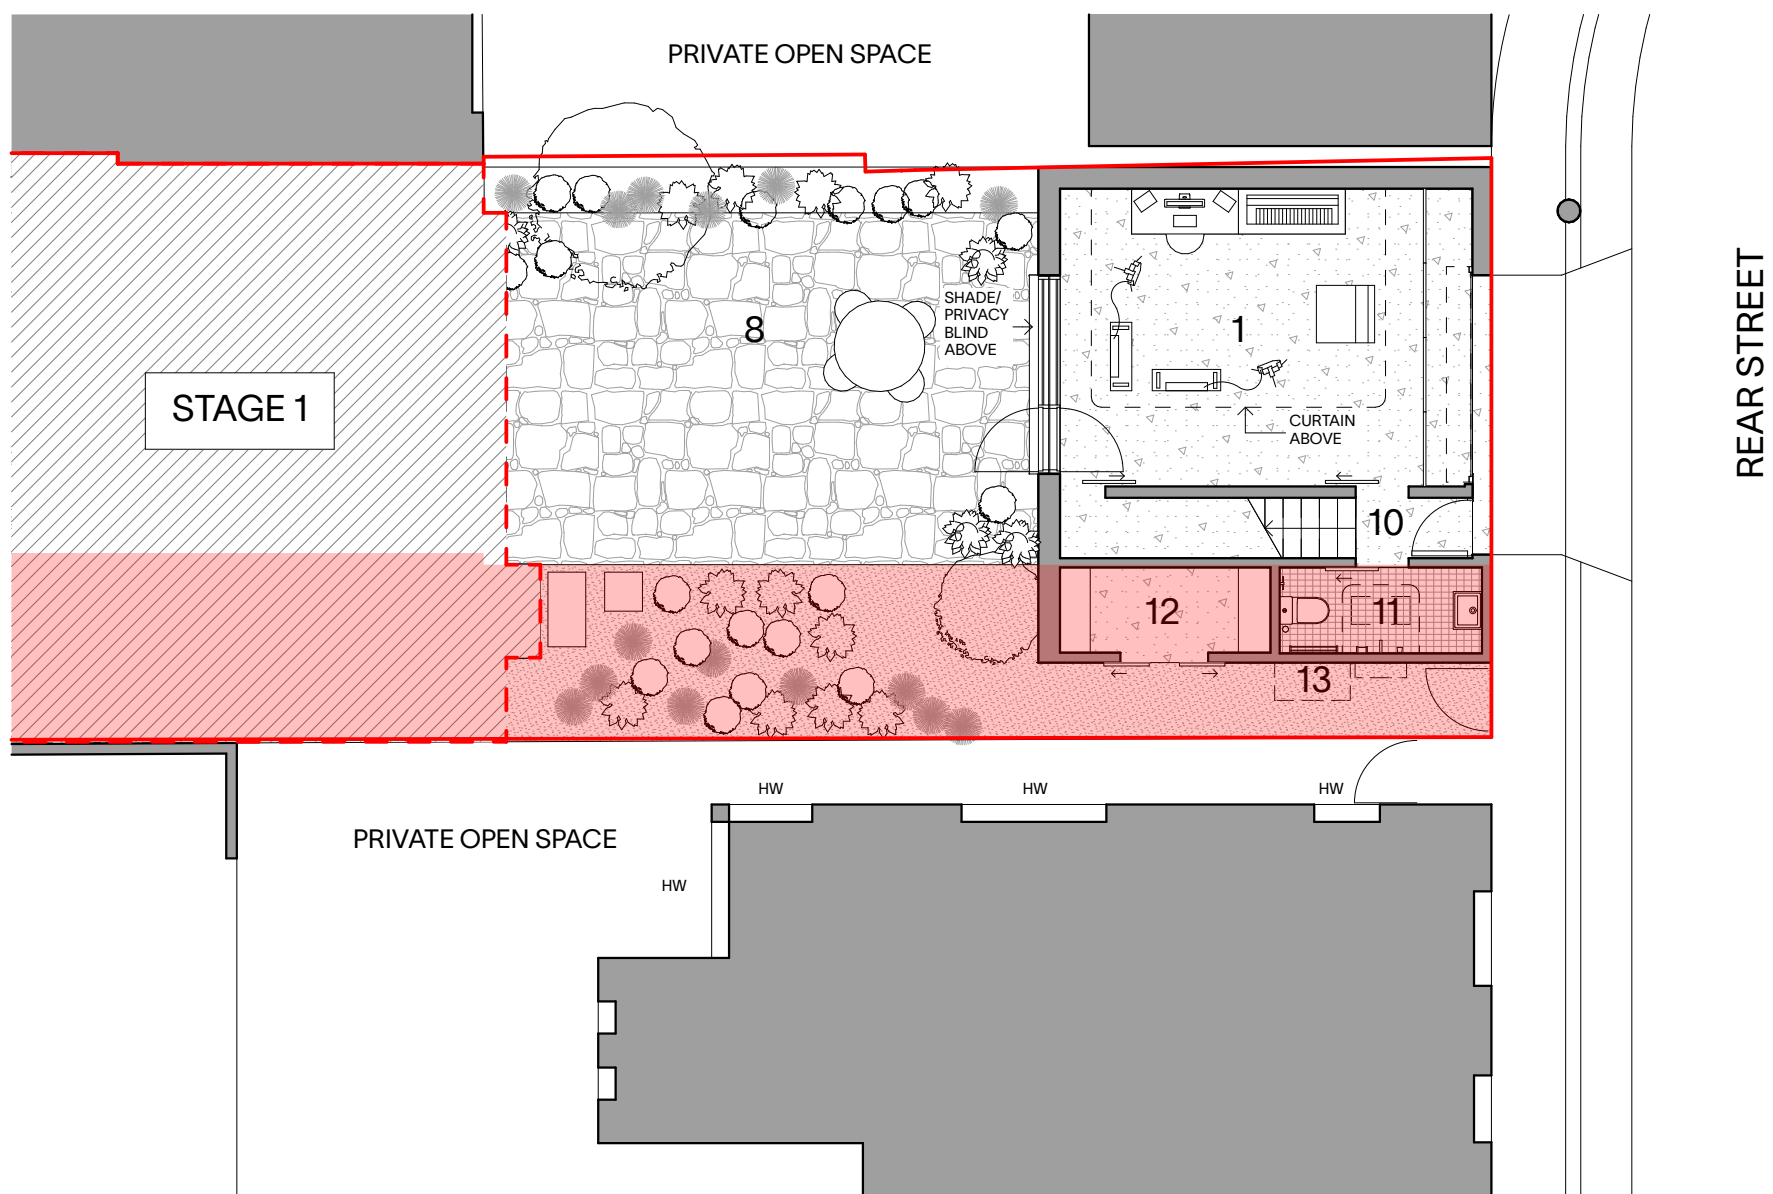 PRIVATE OPEN SPACE
REAR STREET
SHADE/
PRIVACY
BLIND
ABOVE
8
1
STAGE 1
CURTAIN
ABOVE
10
12
11
13
HW
HW
HW
PRIVATE OPEN SPACE
HW